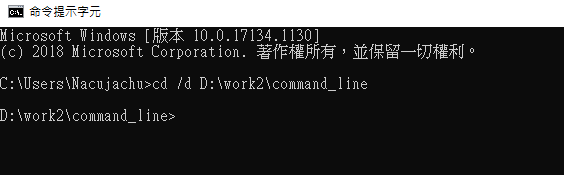 命令提示字元
Microsoft Windows [版本 10.0.17134.1130]
(c) 2018 Microsoft Corporation. 著作權所有，並保留一切權利。
C:\Users\Nacujachu>cd /d D:\work2\command_line
D:\work2\command_line>